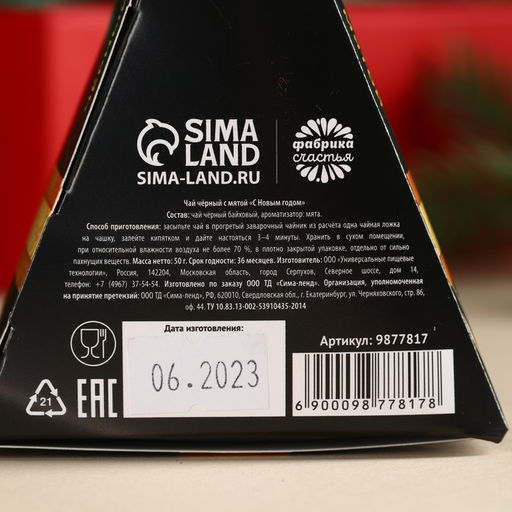 SIMA
LAND
SIMA-LAND.RU
фабрика
счастья
Чай чёрный с мятой «С Новым годом»
Состав: чай чёрный байховый, ароматизатор: мята.
Способ приготовления: засыпьте чай в прогретый заварочный чайник из расчёта одна чайная ложка
на чашку, залейте кипятком и дайте настояться 3–4 минуты. Хранить в сухом помещении,
при относительной влажности воздуха не более 70 %, в плотно закрытой упаковке, отдельно от сильно
пахнущих веществ. Масса нетто: 50 г. Срок годности: 36 месяцев. Изготовитель: ООО «Универсальные пищевые
технологии», Россия, 142204, Московская область, город Серпухов, Северное шоссе, дом 14,
телефон: +7 (4967) 37-54-54. Изготовлено по заказу ООО ТД «Сима-ленд». Организация, уполномоченная
на принятие претензий: ООО ТД «Сима-ленд», РФ, 620010, Свердловская обл., г. Екатеринбург, ул. Черняховского, стр. 86,
оф. 44. ТУ 10.83.13-002-53910435-2014
Дата изготовления:
06.2023
Артикул: 9877817
6 900098 778178
21
EAC